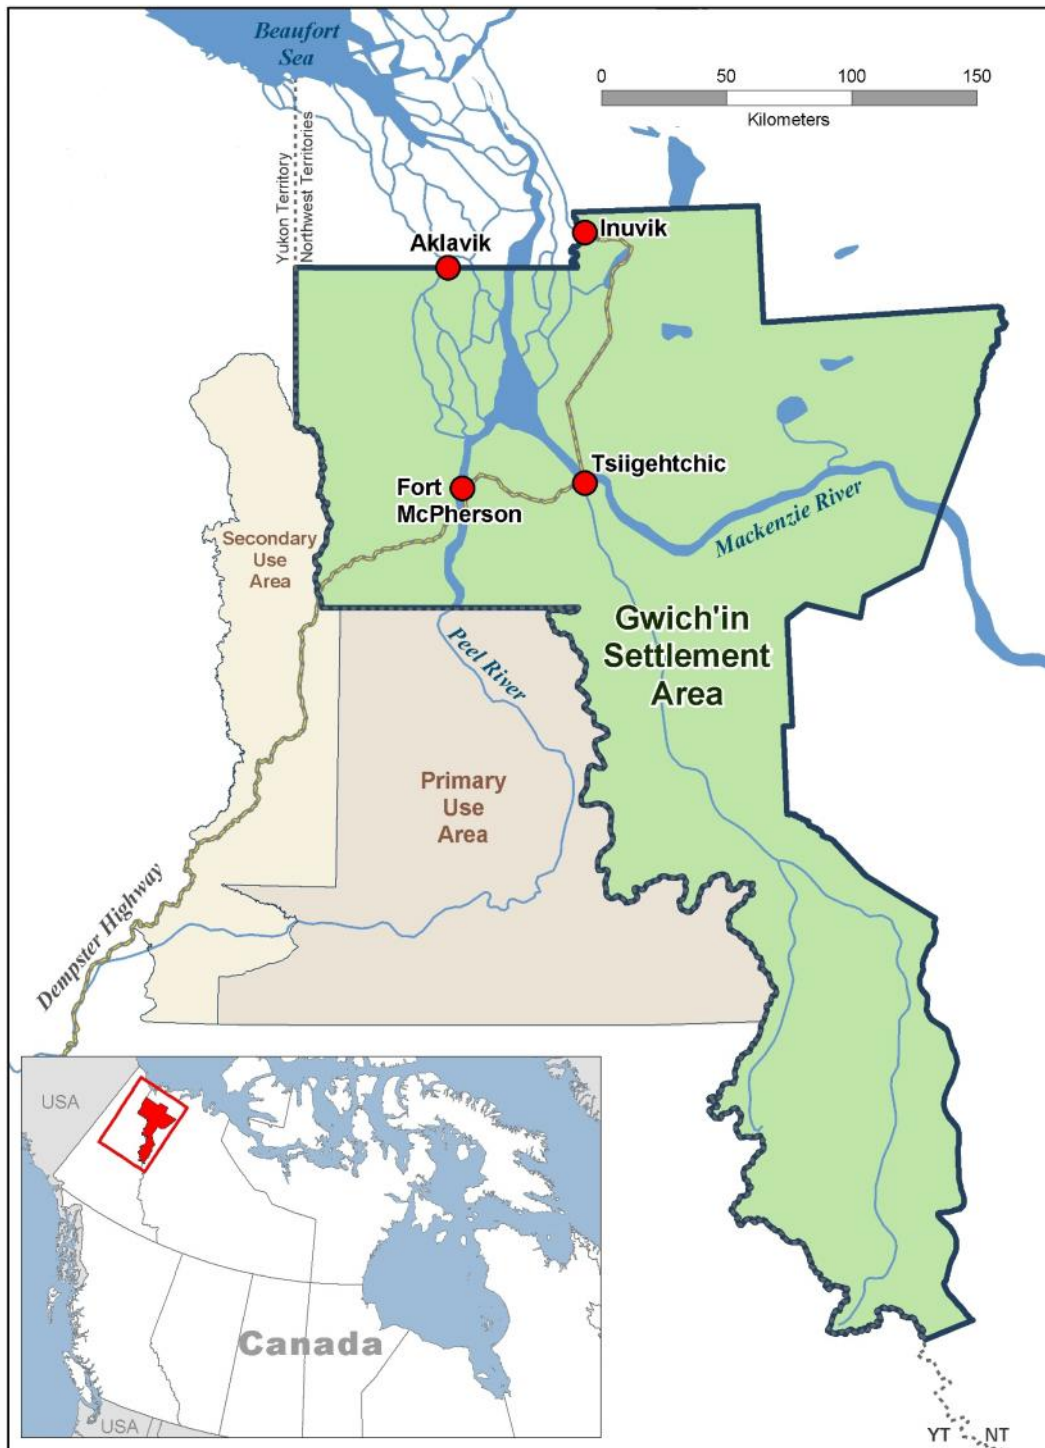 Beaufort
Sea
0 50 100 150
Kilometers
Yukon Territory
Northwest Territories
Inuvik
Aklavik
Tsiigehtchic
Fort
McPherson
Mackenzie River
Secondary
Use
Area
Gwich'in
Settlement
Area
Peel River
Primary
Use
Area
Dempster Highway
USA
Canada
USA
YT NT